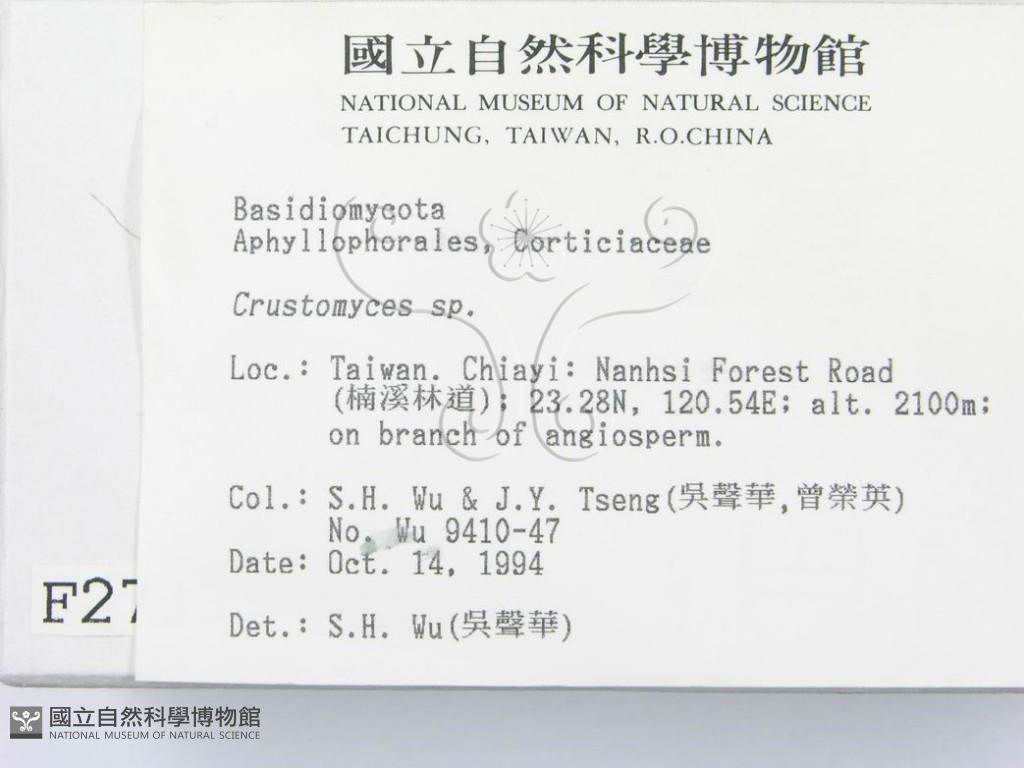 國立自然科學博物館
NATIONAL MUSEUM OF NATURAL SCIENCE
TAICHUNG, TAIWAN, R.O.CHINA
Basidiomycota
Aphyllophorales, Corticiaceae
Crustomyces sp.
Loc.: Taiwan. Chiayi: Nanhsi Forest Road
(楠溪林道); 23.28N, 120.54E; alt. 2100m;
on branch of angiosperm.
Col.: S.H. Wu & J.Y. Tseng(吳聲華,曾榮英)
No. Wu 9410-47
Date: Oct. 14, 1994
F27
Det.: S.H. Wu(吳聲華)
國立自然科學博物館
NATIONAL MUSEUM OF NATURAL SCIENCE